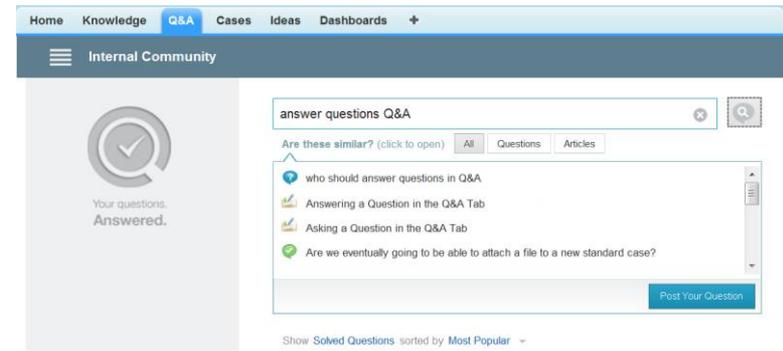 Home Knowledge Q&A Cases Ideas Dashboards +
Internal Community
answer questions Q&A
Are these similar? (click to open) All Questions Articles
who should answer questions in Q&A
Answering a Question in the Q&A Tab
Asking a Question in the Q&A Tab
Are we eventually going to be able to attach a file to a new standard case?
Your questions.
Answered.
Post Your Question
Show Solved Questions sorted by Most Popular